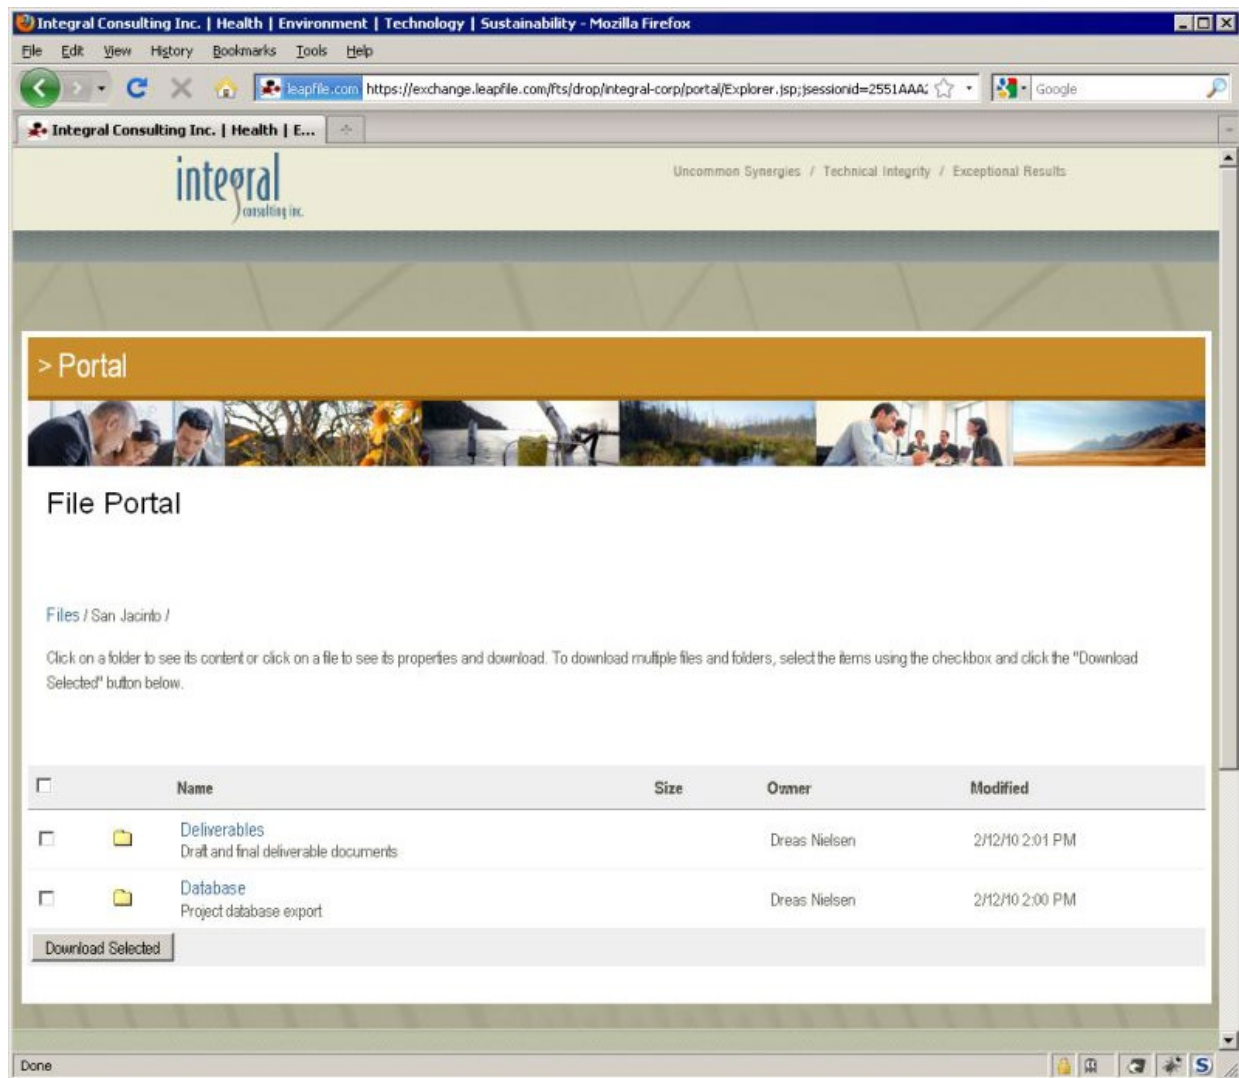 Integral Consulting Inc. | Health | Environment | Technology | Sustainability - Mozilla Firefox
File Edit View History Bookmarks Tools Help
leapfile.com https://exchange.leapfile.com/fts/drop/integral-corp/portal/Explorer.jsp;jsessionid=2551AAA Google
Integral Consulting Inc. | Health | E...
integral
consulting inc.
Uncommon Synergies / Technical Integrity / Exceptional Results
> Portal
File Portal
Files / San Jacinto /
Click on a folder to see its content or click on a file to see its properties and download. To download multiple files and folders, select the items using the checkbox and click the "Download
Selected" button below.
Name Size Owner Modified
Deliverables
Draft and final deliverable documents
Dreas Nielsen 2/12/10 2:01 PM
Database
Project database export
Dreas Nielsen 2/12/10 2:00 PM
Download Selected
Done